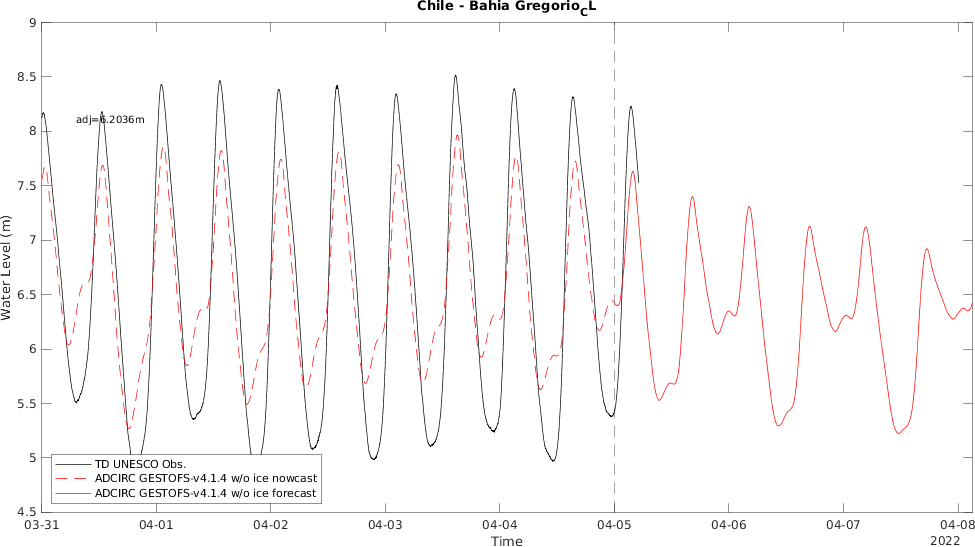 Chile - Bahia Gregorio_CL
9
8.5
8
7.5
7
6.5
6
5.5
5
4.5
Water Level (m)
adj=6.2036m
TD UNESCO Obs.
ADCIRC GESTOFS-v4.1.4 w/o ice nowcast
ADCIRC GESTOFS-v4.1.4 w/o ice forecast
03-31 04-01 04-02 04-03 04-04 04-05 04-06 04-07 04-08
Time
2022